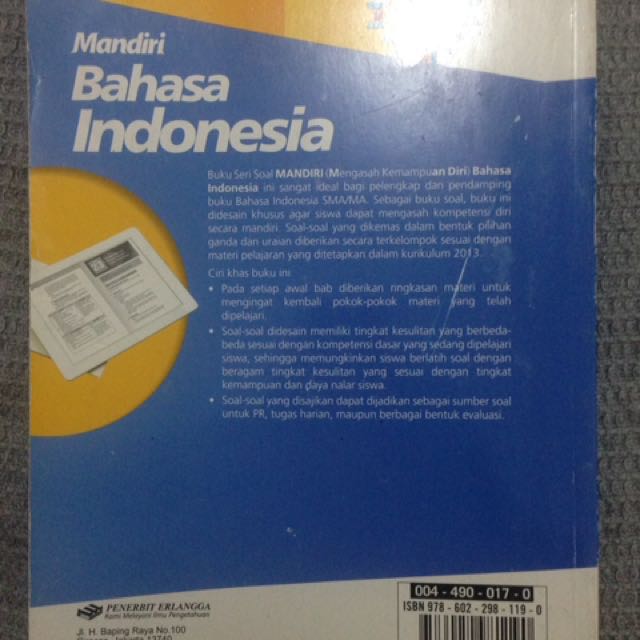 Mandiri
Bahasa
Indonesia
Buku Seri Soal MANDIRI (Mengasah Kemampuan Diri) Bahasa
Indonesia ini sangat ideal bagi pelengkap dan pendamping
buku Bahasa Indonesia SMA/MA. Sebagai buku soal, buku ini
didesain khusus agar siswa dapat mengasah kompetensi diri
secara mandiri. Soal-soal yang dikemas dalam bentuk pilihan
ganda dan uraian diberikan secara terkelompok sesuai dengan
materi pelajaran yang ditetapkan dalam kurikulum 2013.
Ciri khas buku ini
• Pada setiap awal bab diberikan ringkasan materi untuk
mengingat kembali pokok-pokok materi yang telah
dipelajari.
• Soal-soal didesain memiliki tingkat kesulitan yang berbeda-
beda sesuai dengan kompetensi dasar yang sedang dipelajari
siswa, sehingga memungkinkan siswa berlatih soal dengan
beragam tingkat kesulitan yang sesuai dengan tingkat
kemampuan dan daya nalar siswa.
• Soal-soal yang disajikan dapat dijadikan sebagai sumber soal
untuk PR, tugas harian, maupun berbagai bentuk evaluasi.
PENERBIT ERLANGGA
Kami Melayani Ilmu Pengetahuan
Jl. H. Baping Raya No.100
004-490-017-0
ISBN 978-602-298-119-0